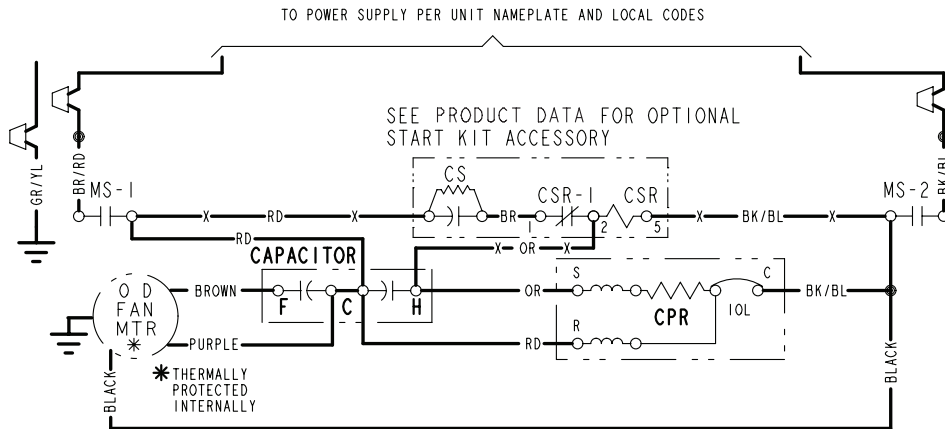 TO POWER SUPPLY PER UNIT NAMEPLATE AND LOCAL CODES
SEE PRODUCT DATA FOR OPTIONAL
START KIT ACCESSORY
GR/YL
BR/RD
BK/BL
MS-1
CS
CSR-1
CSR
MS-2
X RD X
BR
1
2
5
X BK/BL X
RD
X OR X
CAPACITOR
F
C
H
BROWN
OR
S
C
BK/BL
CPR
IOL
R
RD
O D
FAN
MTR
*
PURPLE
* THERMALLY
PROTECTED
INTERNALLY
BLACK
BLACK